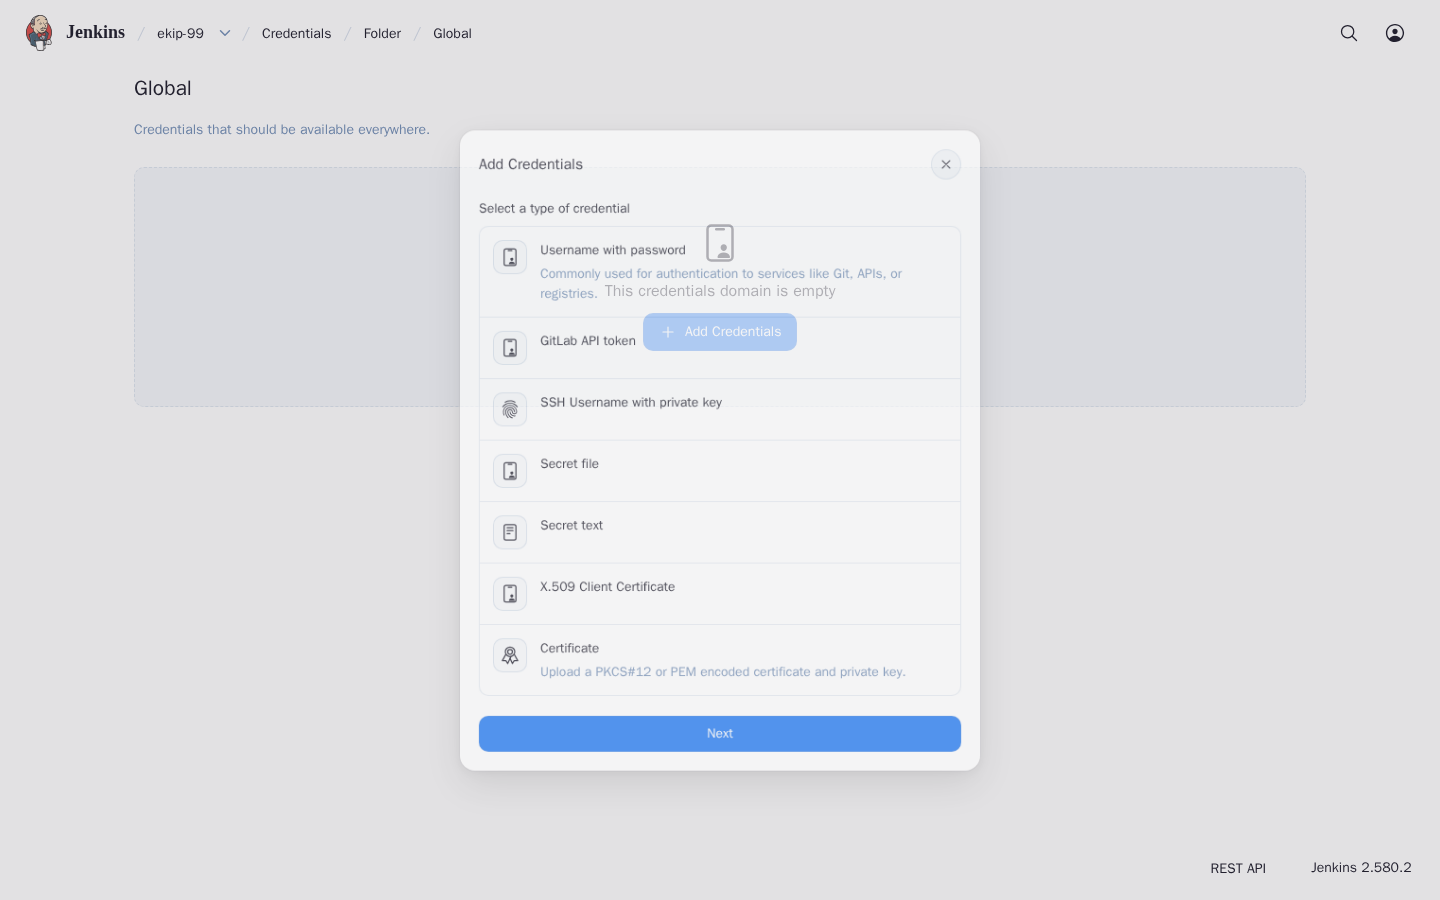 Jenkins / ekip-99 / Credentials / Folder / Global
Global
Credentials that should be available everywhere.
Add Credentials
Select a type of credential
Username with password
Commonly used for authentication to services like Git, APIs, or
registries.
This credentials domain is empty
Add Credentials
GitLab API token
SSH Username with private key
Secret file
Secret text
X.509 Client Certificate
Certificate
Upload a PKCS#12 or PEM encoded certificate and private key.
Next
REST API
Jenkins 2.580.2